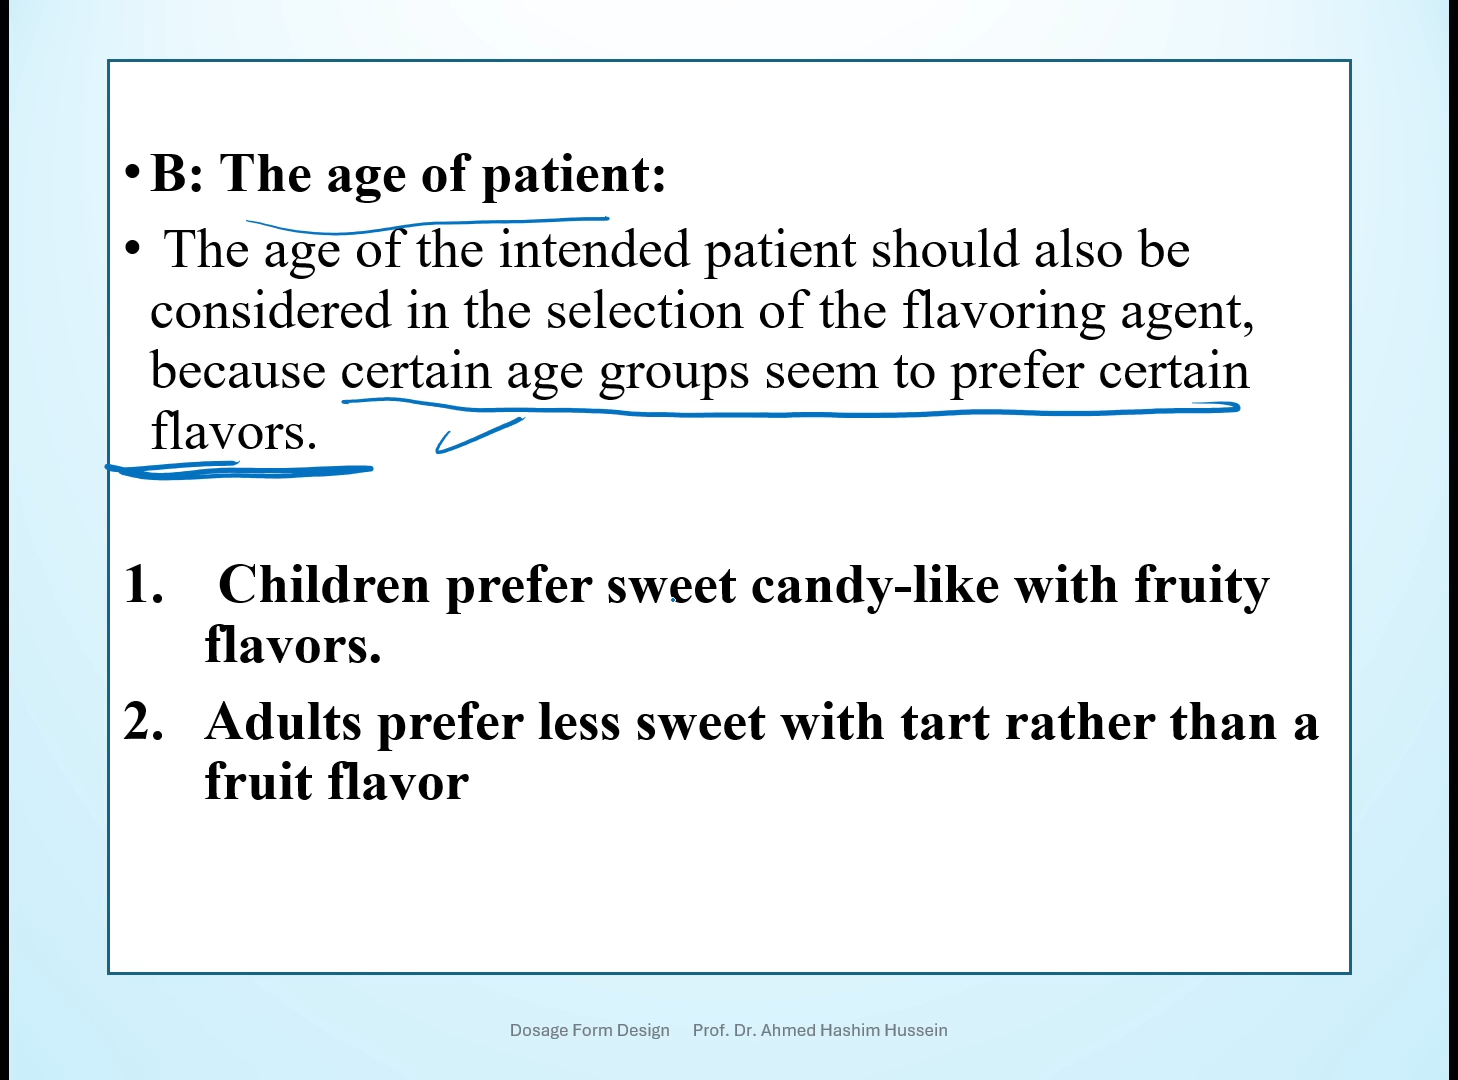 • B: The age of patient:
• The age of the intended patient should also be
considered in the selection of the flavoring agent,
because certain age groups seem to prefer certain
flavors.
1. Children prefer sweet candy-like with fruity
flavors.
2. Adults prefer less sweet with tart rather than a
fruit flavor
Dosage Form Design Prof. Dr. Ahmed Hashim Hussein